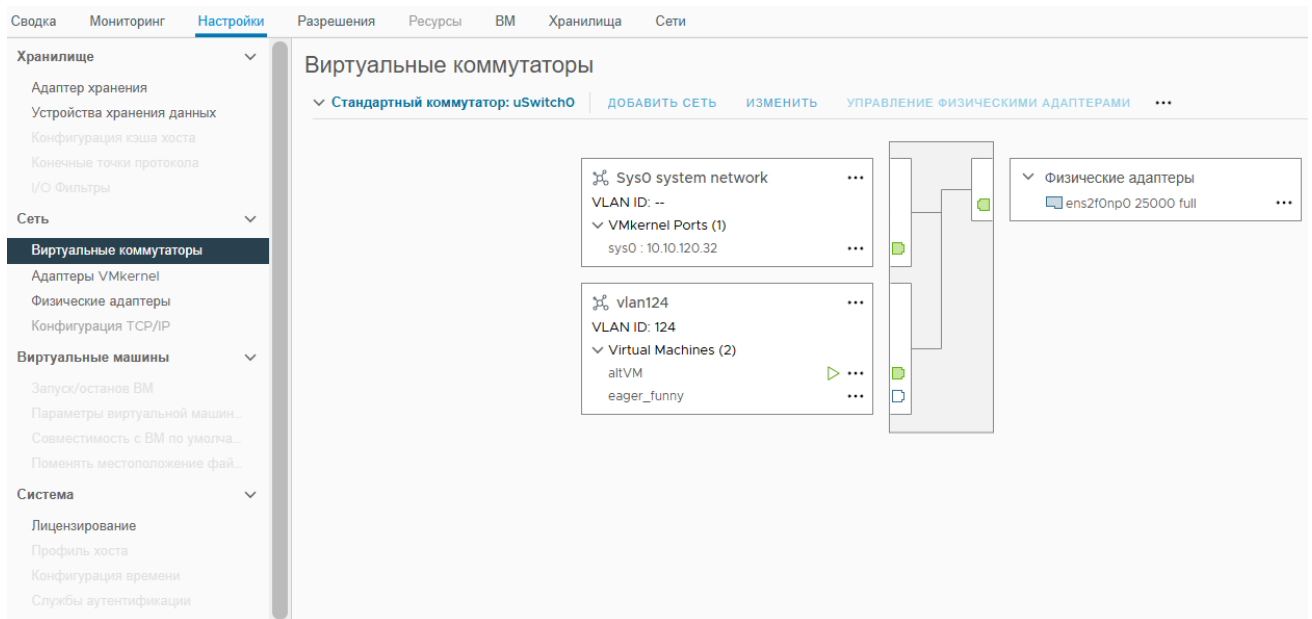 Сводка Мониторинг Настройки Разрешения Ресурсы ВМ Хранилища Сети
Хранилище
Адаптер хранения
Устройства хранения данных
Конфигурация кэша хоста
Конечные точки протокола
I/O Фильтры
Сеть
Виртуальные коммутаторы
Адаптеры VMkernel
Физические адаптеры
Конфигурация TCP/IP
Виртуальные машины
Запуск/останов ВМ
Параметры виртуальной машин...
Совместимость с ВМ по умолча...
Поменять местоположение фай...
Система
Лицензирование
Профиль хоста
Конфигурация времени
Службы аутентификации
Виртуальные коммутаторы
Стандартный коммутатор: uSwitch0 ДОБАВИТЬ СЕТЬ ИЗМЕНИТЬ УПРАВЛЕНИЕ ФИЗИЧЕСКИМИ АДАПТЕРАМИ ...
Sys0 system network ...
VLAN ID: --
VMkernel Ports (1)
sys0 : 10.10.120.32 ...
vlan124 ...
VLAN ID: 124
Virtual Machines (2)
altVM ...
eager_funny ...
Физические адаптеры
ens2f0np0 25000 full ...